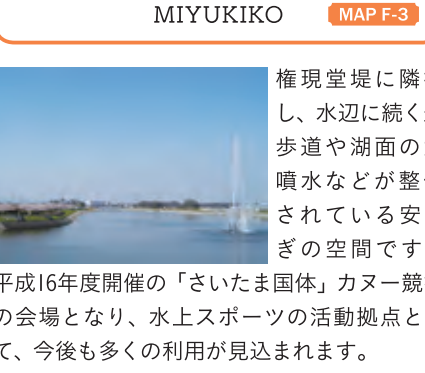 MIYUKIKO
MAP F-3
権現堂堤に隣
し、水辺に続く
歩道や湖面の
噴水などが整
されている安
ぎの空間です
平成16年度開催の「さいたま国体」カヌー競
の会場となり、水上スポーツの活動拠点と
て、今後も多くの利用が見込まれます。